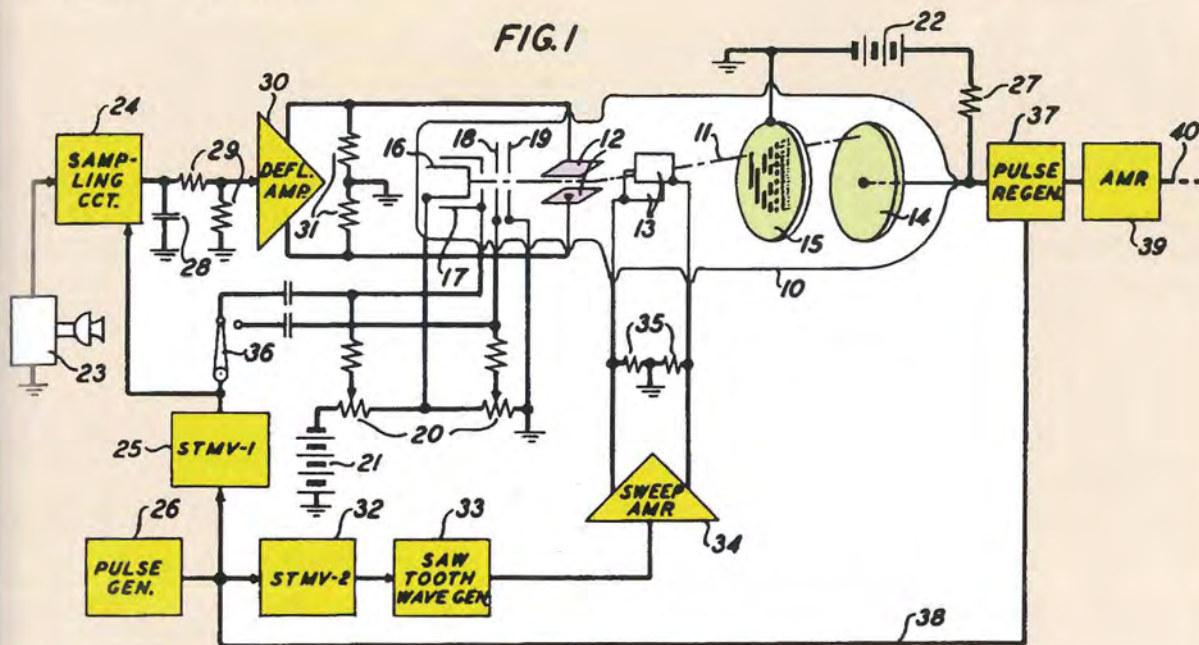 FIG. 1
22
30
24
27
37
18
19
12
11
40
16
29
SAMP-
LING
CCT.
DEFL.
AMP.
PULSE
REGEN.
AMR
31
13
14
15
28
17
39
10
23
36
35
20
25
STMV-1
21
26
32
33
SWEEP
AMR
34
PULSE
GEN.
STMV-2
SAW
TOOTH
WAVE GEN.
38